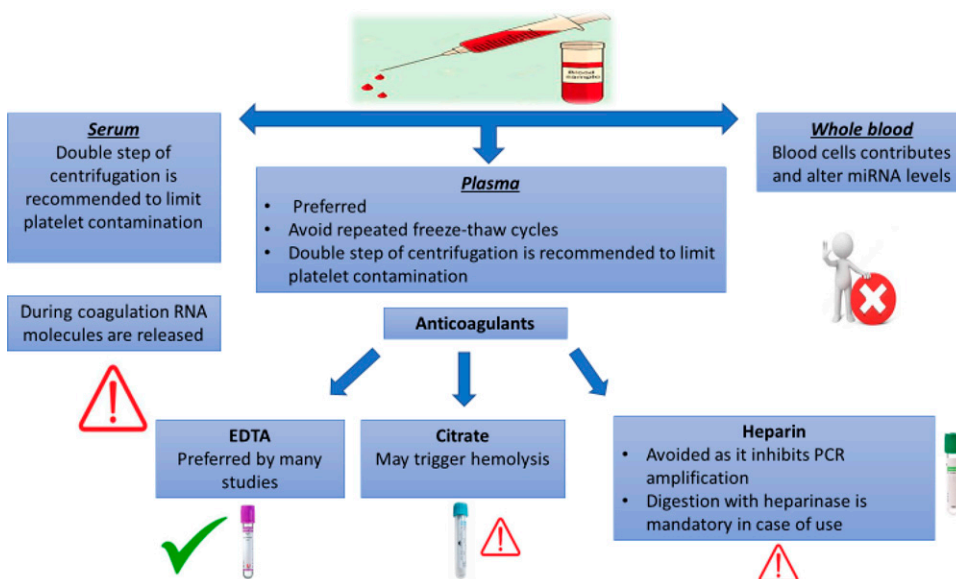 Blood
sample
Serum
Double step of
centrifugation is
recommended to limit
platelet contamination
Plasma
• Preferred
• Avoid repeated freeze-thaw cycles
• Double step of centrifugation is recommended to limit
platelet contamination
Whole blood
Blood cells contributes
and alter miRNA levels
During coagulation RNA
molecules are released
Anticoagulants
EDTA
Preferred by many
studies
Citrate
May trigger hemolysis
Heparin
• Avoided as it inhibits PCR
amplification
• Digestion with heparinase is
mandatory in case of use